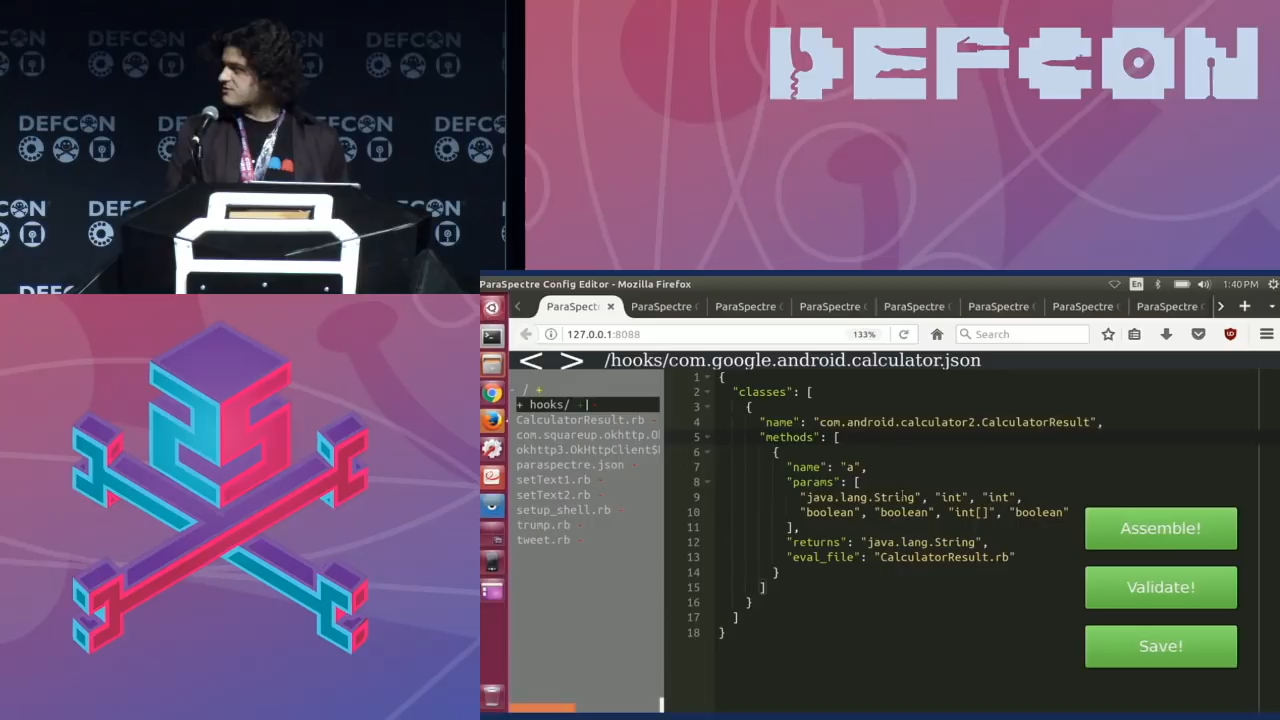 DEFCON
DEFCON
DEFCON
DEFCON
DEFCON
DEFCON
DEFCON
ParaSpectre Config Editor - Mozilla Firefox
En
1:40 PM
ParaSpectr
ParaSpectre
ParaSpectre
ParaSpectre
ParaSpectre
ParaSpectre
ParaSpectre
ParaSpectre
127.0.0.1:8088
133%
Search
< >
/hooks/com.google.android.calculator.json
- / +
+ hooks/ +|
CalculatorResult.rb -
com.squareup.okhttp.O
okhttp3.OkHttpClient$
paraspectre.json -
setText1.rb -
setText2.rb -
setup_shell.rb -
trump.rb -
tweet.rb -
1 {
2 "classes": [
3 {
4 "name": "com.android.calculator2.CalculatorResult",
5 "methods": [
6 {
7 "name": "a",
8 "params": [
9 "java.lang.String", "int", "int",
10 "boolean", "boolean", "int[]", "boolean"
11 ],
12 "returns": "java.lang.String",
13 "eval_file": "CalculatorResult.rb"
14 }
15 ]
16 }
17 ]
18 }
Assemble!
Validate!
Save!